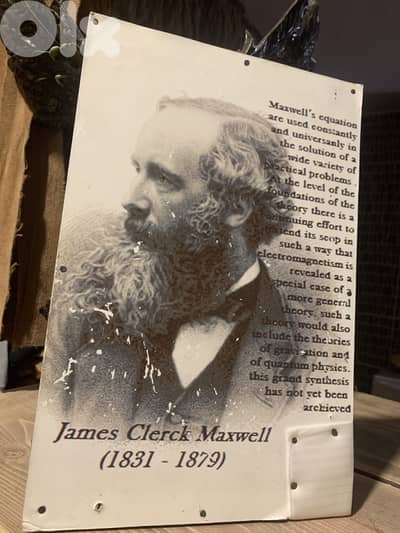 olx
Maxwell's equation
are used constantly
and universanly in
the solution of a
wide variety of
practical problems .
At the level of the
foundations of the
theory there is a
continuing effort to
extend its scop in
such a way that
electromagnetism is
revealed as a
special case of a
more general
theory. such a
theory would also
include the theories
of gravitation and
of quantum physics.
this grand synthesis
has not yet been
archieved
James Clerck Maxwell
(1831 - 1879)